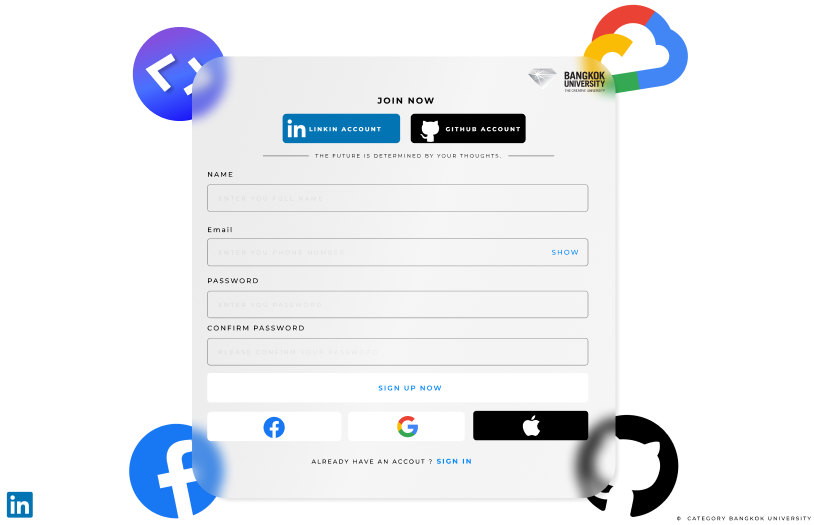 BANGKOK
UNIVERSITY
THE CREATIVE UNIVERSITY
JOIN NOW
LINKIN ACCOUNT
GITHUB ACCOUNT
THE FUTURE IS DETERMINED BY YOUR THOUGHTS.
NAME
ENTER YOU FULL NAME
Email
ENTER YOU PHONE NUMBER
SHOW
PASSWORD
ENTER YOU PASSWORD
CONFIRM PASSWORD
PLEASE CONFIRM YOUR PASSWORD
SIGN UP NOW
ALREADY HAVE AN ACCOUT ? SIGN IN
© CATEGORY BANGKOK UNIVERSITY